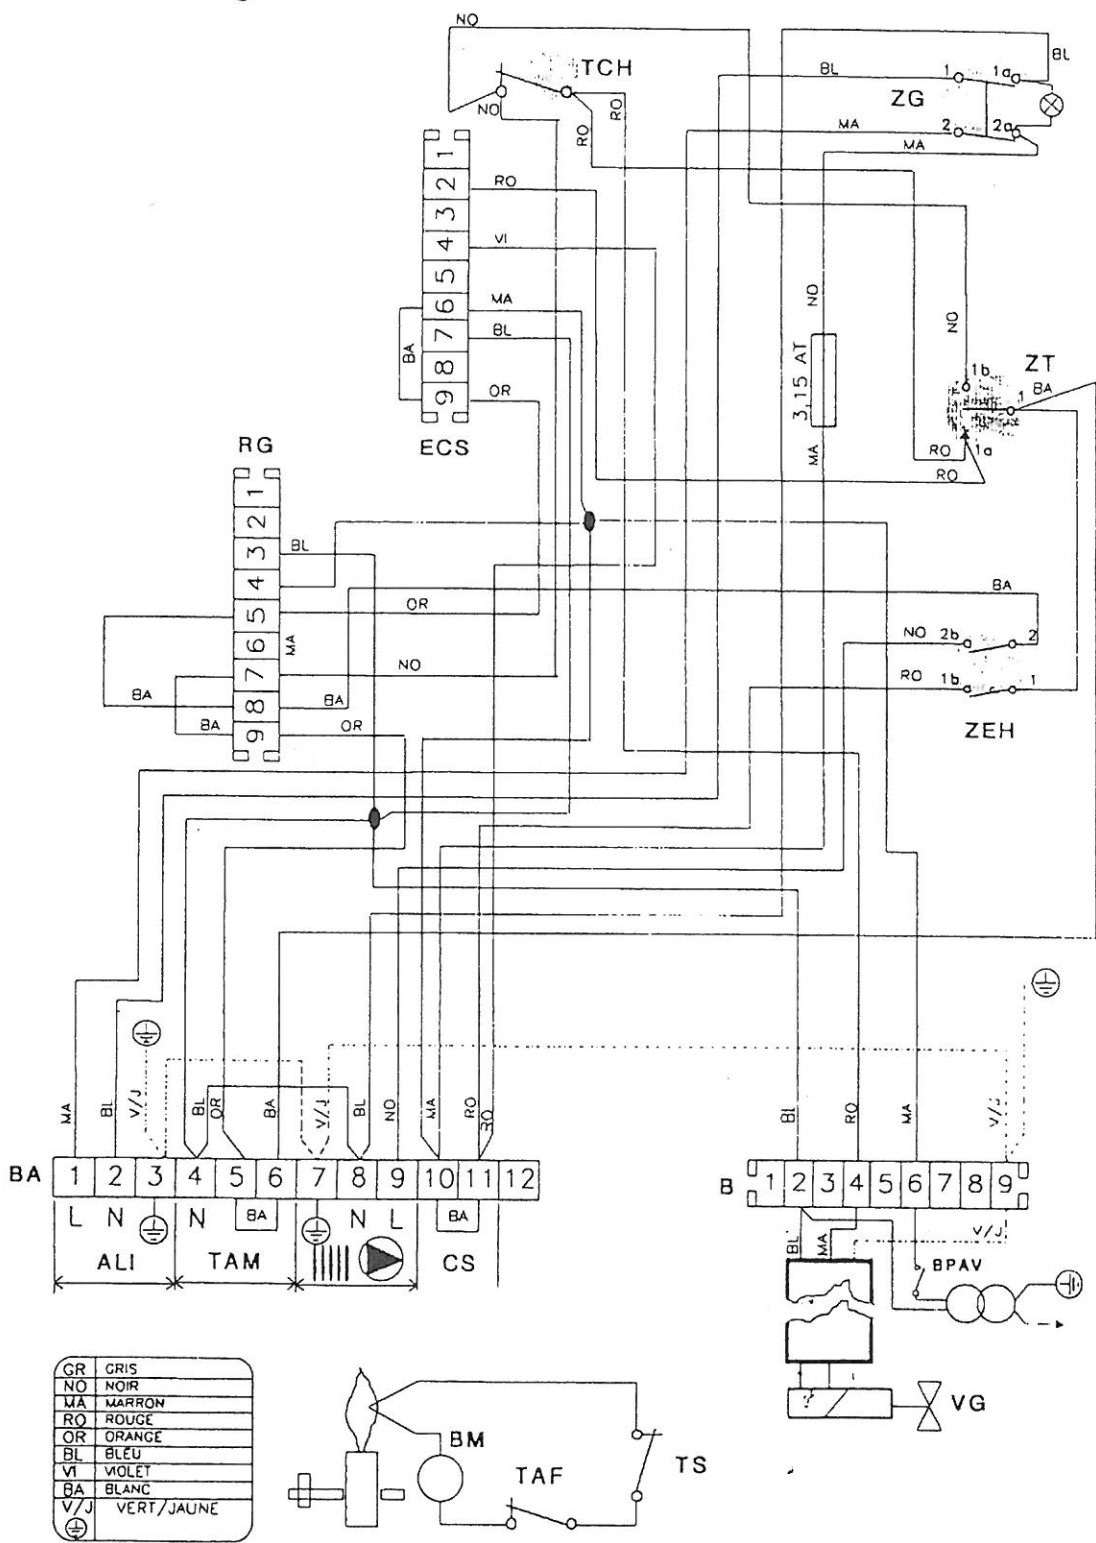 NO
BL
TCH
BL
1
1a
ZG
NO
RO
RO
MA
2
2a
MA
1
2
3
4
5
6
7
8
9
RO
VI
MA
BL
BA
OR
ECS
NO
NO
3,15 AT
MA
1b
ZT
BA
1
1a
RO
RO
RG
1
2
3
4
5
6
7
8
9
BL
OR
MA
NO
BA
BA
BA
OR
BA
NO
2b
2
RO
1b
1
ZEH
MA
BL
V/J
BL
OR
BA
V/J
BL
NO
MA
RO
RO
BL
RO
MA
V/J
BA
1 2 3 4 5 6 7 8 9 10 11 12
L N N BA N L BA
ALI TAM CS
B
1 2 3 4 5 6 7 8 9
BL
MA
V/J
BPAV
VG
GR GRIS
NO NOIR
MA MARRON
RO ROUGE
OR ORANGE
BL BLEU
VI VIOLET
BA BLANC
V/J VERT/JAUNE
BM
TAF
TS